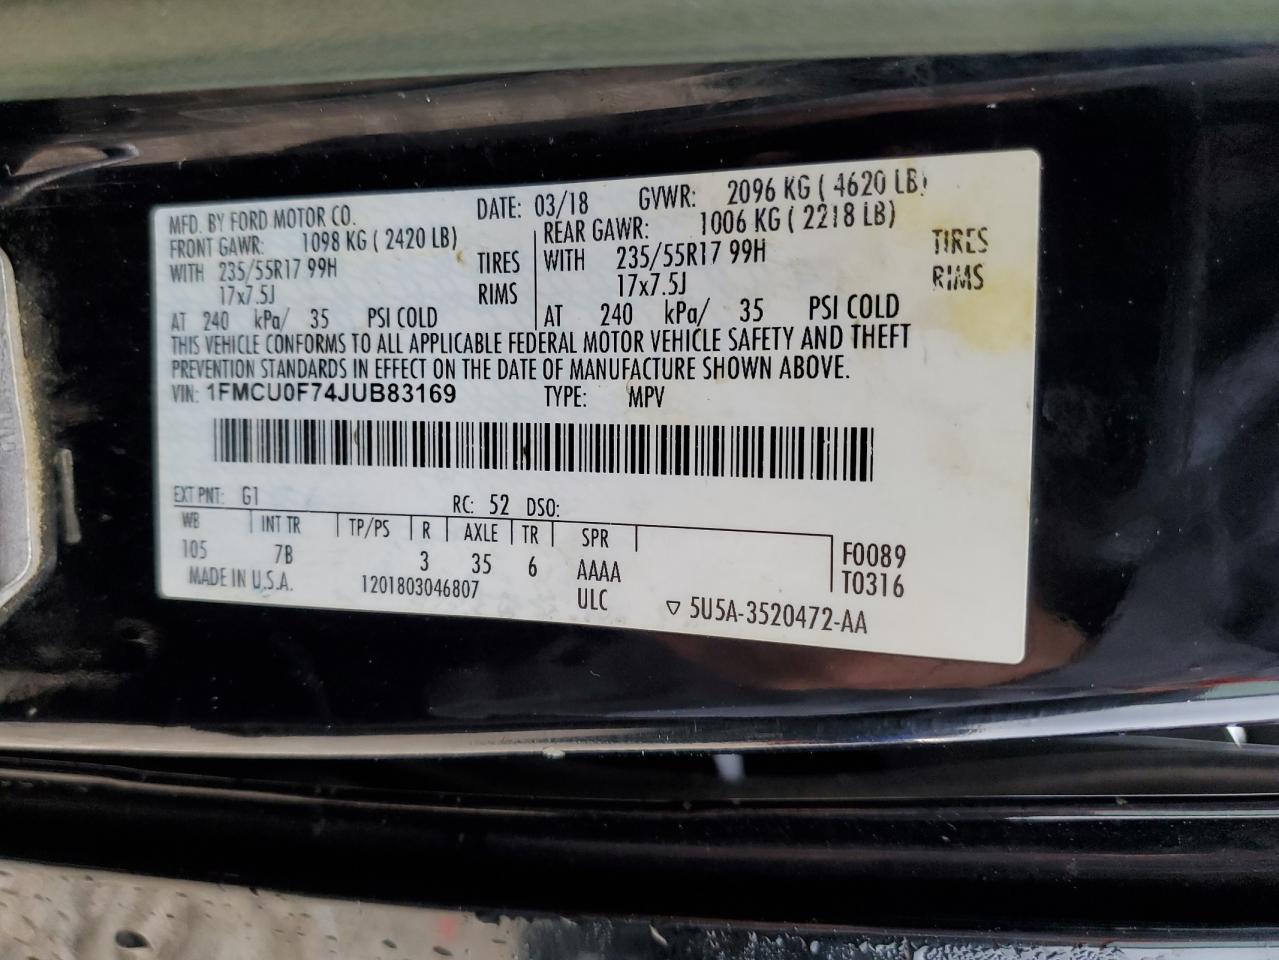 MFD. BY FORD MOTOR CO. DATE: 03/18 GVWR: 2096 KG ( 4620 LB)
FRONT GAWR: 1098 KG ( 2420 LB) REAR GAWR: 1006 KG ( 2218 LB)
WITH 235/55R17 99H TIRES WITH 235/55R17 99H TIRES
17x7.5J RIMS 17x7.5J RIMS
AT 240 kPa/ 35 PSI COLD AT 240 kPa/ 35 PSI COLD
THIS VEHICLE CONFORMS TO ALL APPLICABLE FEDERAL MOTOR VEHICLE SAFETY AND THEFT
PREVENTION STANDARDS IN EFFECT ON THE DATE OF MANUFACTURE SHOWN ABOVE.
VIN: 1FMCU0F74JUB83169 TYPE: MPV
EXT PNT: G1 RC: 52 DSO:
WB INT TR TP/PS R AXLE TR SPR
105 7B 3 35 6 AAAA F0089
T0316
MADE IN U.S.A. 1201803046807 ULC ▽ 5U5A-3520472-AA